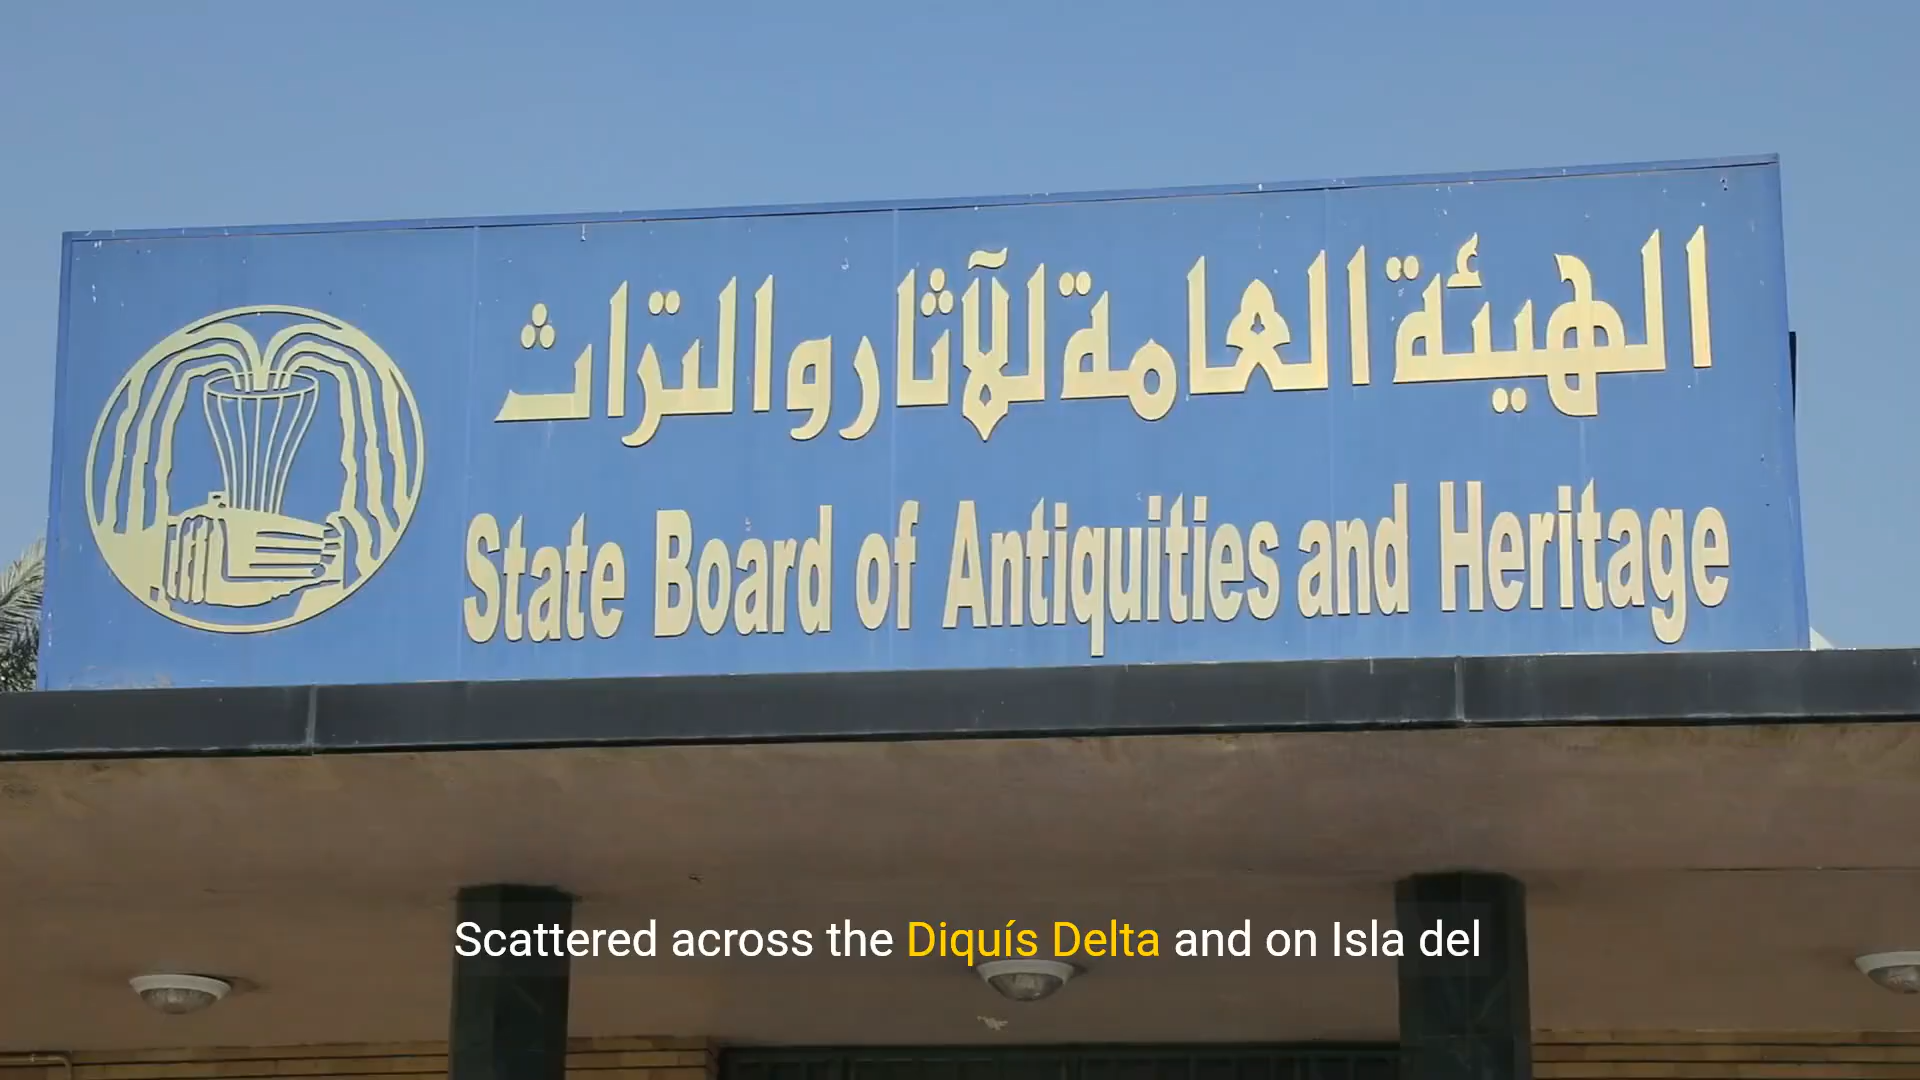 الهيئة العامة للآثار والتراث
State Board of Antiquities and Heritage
Scattered across the Diquís Delta and on Isla del